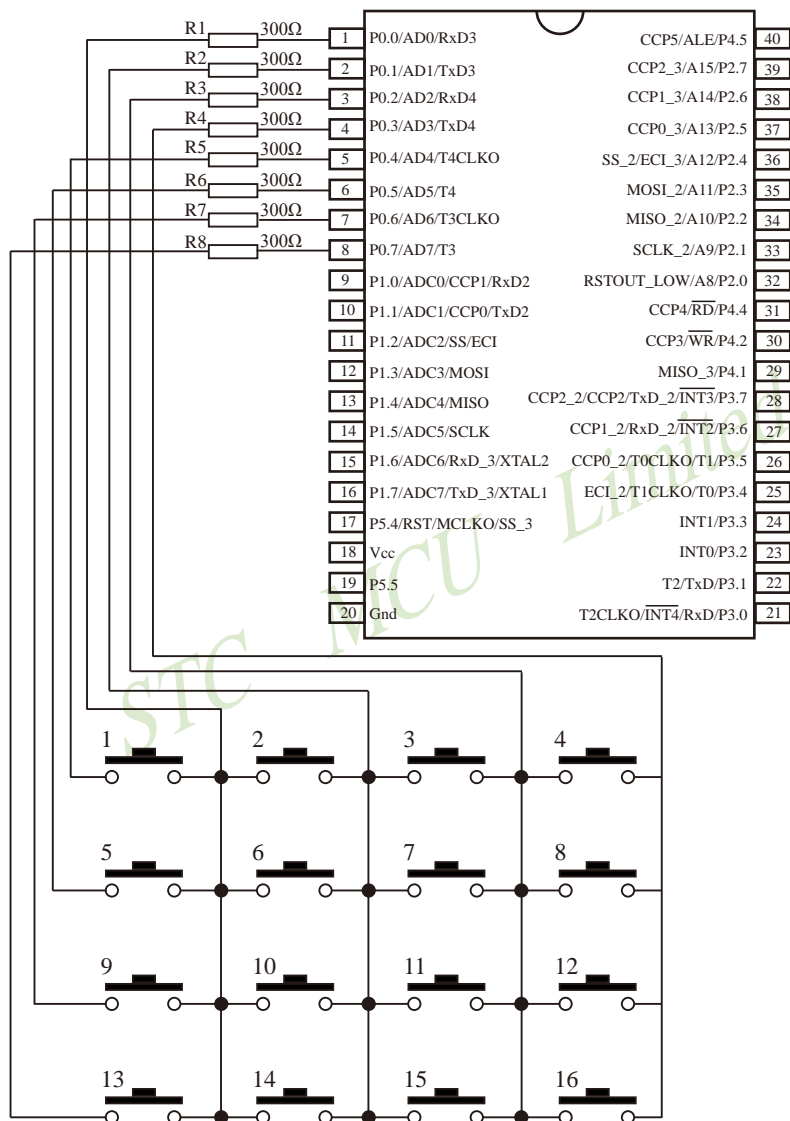 R1 300Ω 1 P0.0/AD0/RxD3 CCP5/ALE/P4.5 40
R2 300Ω 2 P0.1/AD1/TxD3 CCP2_3/A15/P2.7 39
R3 300Ω 3 P0.2/AD2/RxD4 CCP1_3/A14/P2.6 38
R4 300Ω 4 P0.3/AD3/TxD4 CCP0_3/A13/P2.5 37
R5 300Ω 5 P0.4/AD4/T4CLKO SS_2/ECI_3/A12/P2.4 36
R6 300Ω 6 P0.5/AD5/T4 MOSI_2/A11/P2.3 35
R7 300Ω 7 P0.6/AD6/T3CLKO MISO_2/A10/P2.2 34
R8 300Ω 8 P0.7/AD7/T3 SCLK_2/A9/P2.1 33
9 P1.0/ADC0/CCP1/RxD2 RSTOUT_LOW/A8/P2.0 32
10 P1.1/ADC1/CCP0/TxD2 CCP4/RD/P4.4 31
11 P1.2/ADC2/SS/ECI CCP3/WR/P4.2 30
12 P1.3/ADC3/MOSI MISO_3/P4.1 29
13 P1.4/ADC4/MISO CCP2_2/CCP2/TxD_2/INT3/P3.7 28
14 P1.5/ADC5/SCLK CCP1_2/RxD_2/INT2/P3.6 27
15 P1.6/ADC6/RxD_3/XTAL2 CCP0_2/T0CLKO/T1/P3.5 26
16 P1.7/ADC7/TxD_3/XTAL1 ECI_2/T1CLKO/T0/P3.4 25
17 P5.4/RST/MCLKO/SS_3 INT1/P3.3 24
18 Vcc INT0/P3.2 23
19 P5.5 T2/TxD/P3.1 22
20 Gnd T2CLKO/INT4/RxD/P3.0 21
STC MCU Limited
1 2 3 4
5 6 7 8
9 10 11 12
13 14 15 16